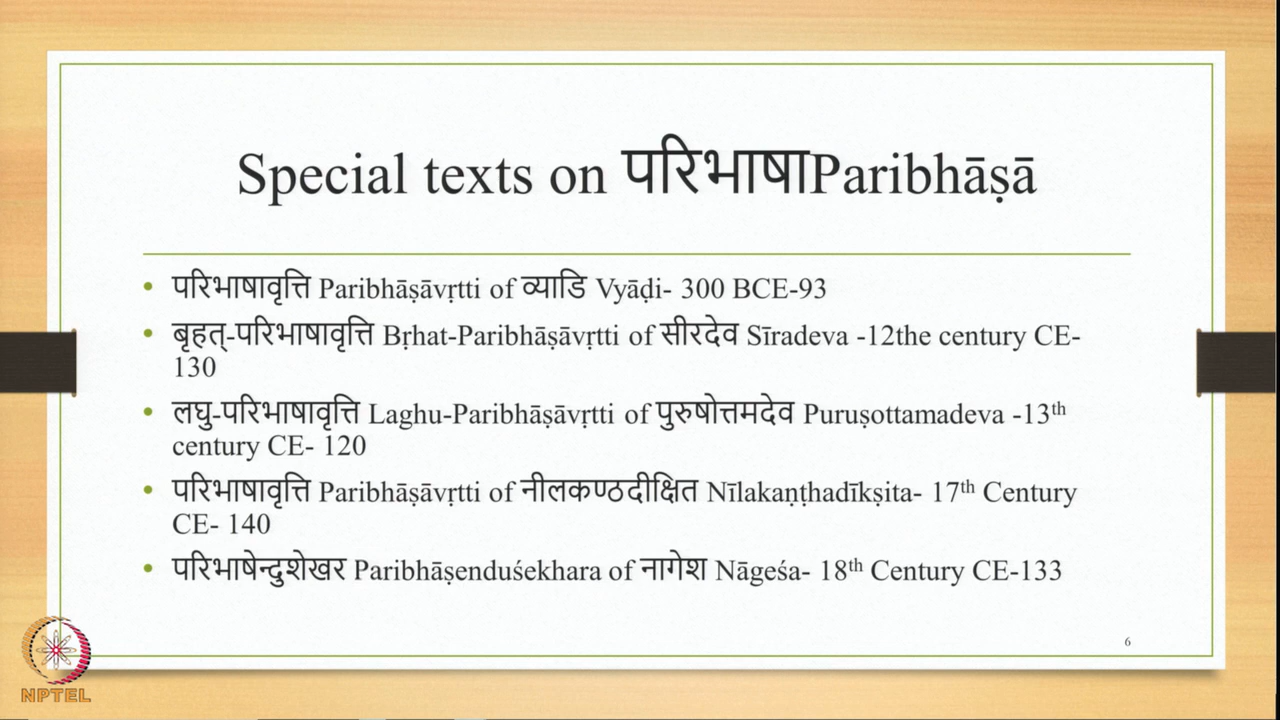 Special texts on परिभाषाParibhāṣā
• परिभाषावृत्ति Paribhāṣāvṛtti of व्याडि Vyāḍi- 300 BCE-93
• बृहत्-परिभाषावृत्ति Bṛhat-Paribhāṣāvṛtti of सीरदेव Sīradeva -12the century CE-
130
• लघु-परिभाषावृत्ति Laghu-Paribhāṣāvṛtti of पुरुषोत्तमदेव Puruṣottamadeva -13th
century CE- 120
• परिभाषावृत्ति Paribhāṣāvṛtti of नीलकण्ठदीक्षित Nīlakaṇṭhadīkṣita- 17th Century
CE- 140
• परिभाषेन्दुशेखर Paribhāṣenduśekhara of नागेश Nāgeśa- 18th Century CE-133
6
NPTEL